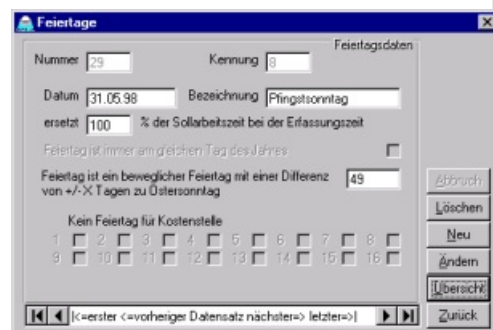 Feiertage
Feiertagsdaten
Nummer 29 Kennung 8
Datum 31.05.98 Bezeichnung Pfingstsonntag
ersetzt 100 % der Sollarbeitszeit bei der Erfassungszeit
Feiertag ist immer am gleichen Tag des Jahres
Feiertag ist ein beweglicher Feiertag mit einer Differenz
von +/- X Tagen zu Ostersonntag 49
Kein Feiertag für Kostenstelle
1 2 3 4 5 6 7 8
9 10 11 12 13 14 15 16
Abbruch
Löschen
Neu
Ändern
Übersicht
Zurück
|<=erster <=vorheriger Datensatz nächster=> letzter=>|